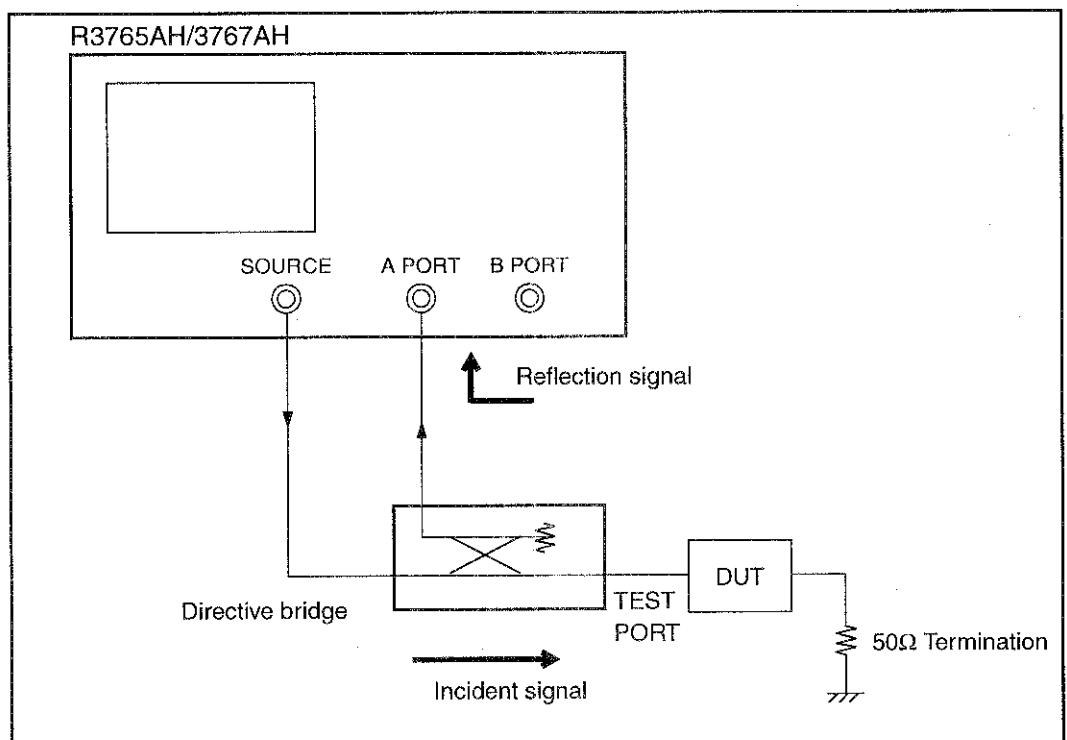 R3765AH/3767AH
SOURCE
A PORT
B PORT
Reflection signal
Directive bridge
TEST
PORT
DUT
50Ω Termination
Incident signal